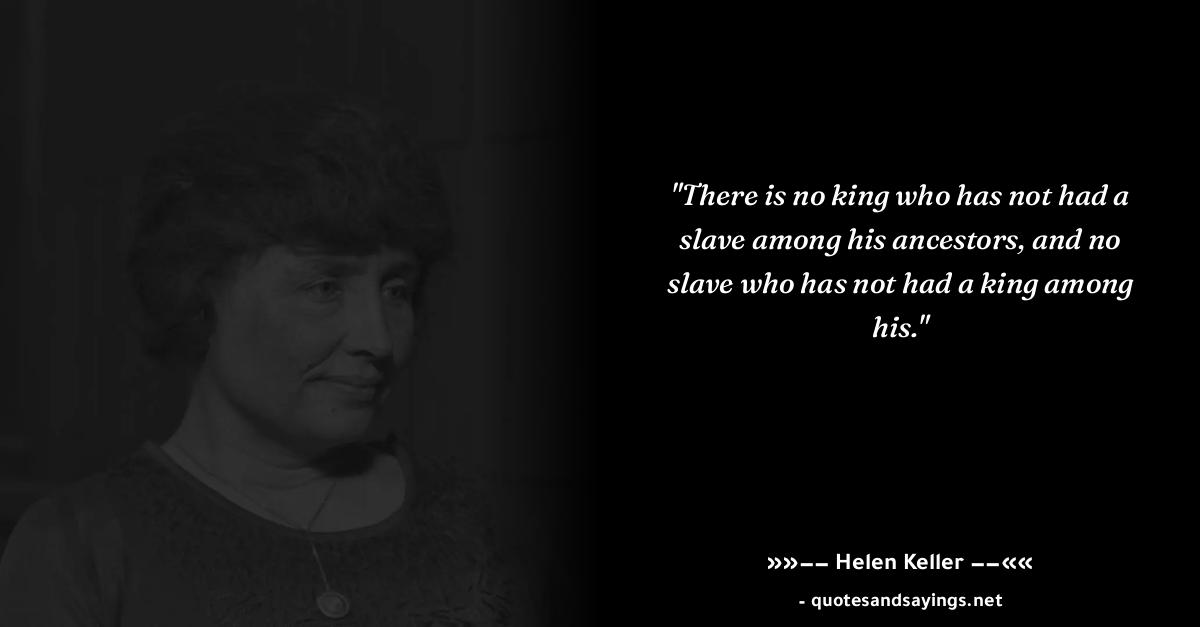 "There is no king who has not had a
slave among his ancestors, and no
slave who has not had a king among
his."
»»−− Helen Keller −−««
- quotesandsayings.net